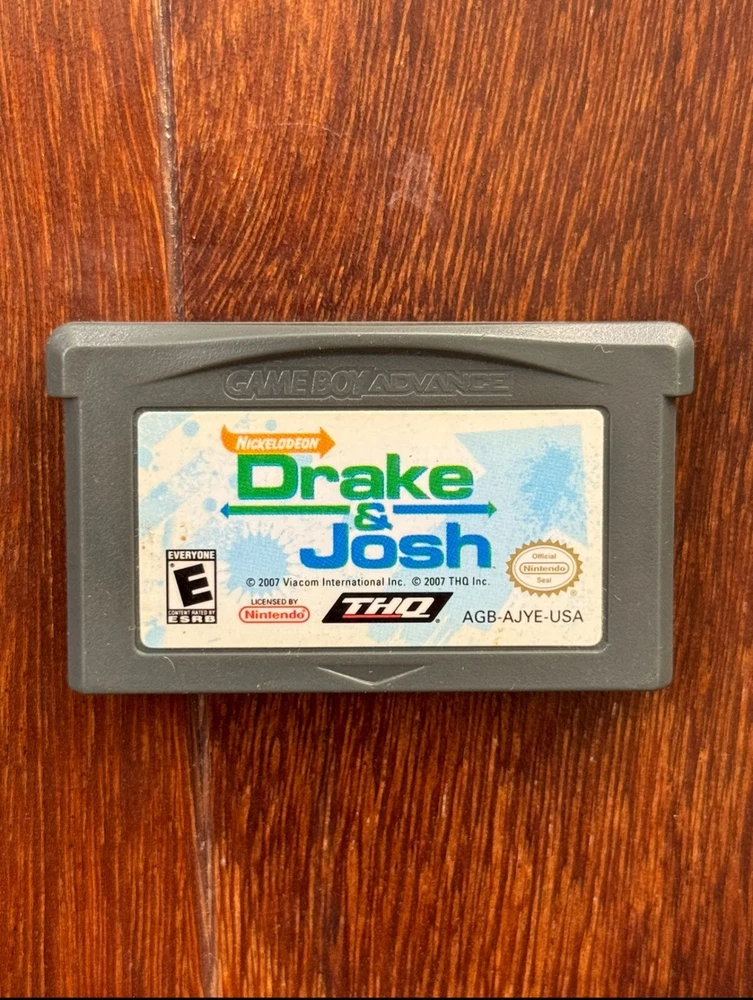 GAME BOY ADVANCE
NICKELODEON
Drake
&
Josh
EVERYONE
E
CONTENT RATED BY
ESRB
© 2007 Viacom International Inc. © 2007 THQ Inc.
LICENSED BY
Nintendo
THQ
Official
Nintendo
Seal
AGB-AJYE-USA